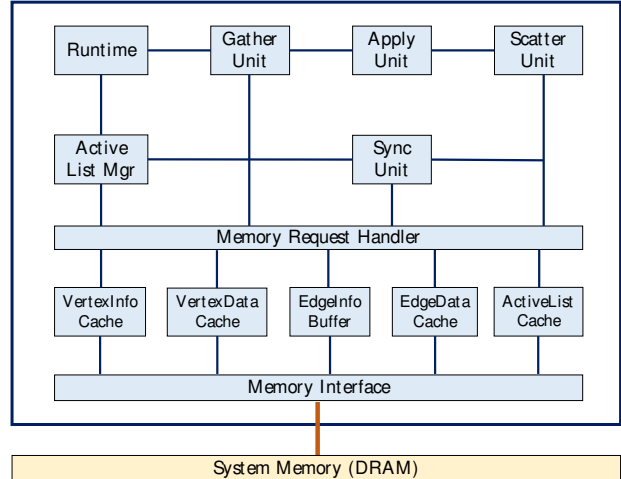 Runtime
Gather
Unit
Apply
Unit
Scatter
Unit
Active
List Mgr
Sync
Unit
Memory Request Handler
VertexInfo
Cache
VertexData
Cache
EdgeInfo
Buffer
EdgeData
Cache
ActiveList
Cache
Memory Interface
System Memory (DRAM)